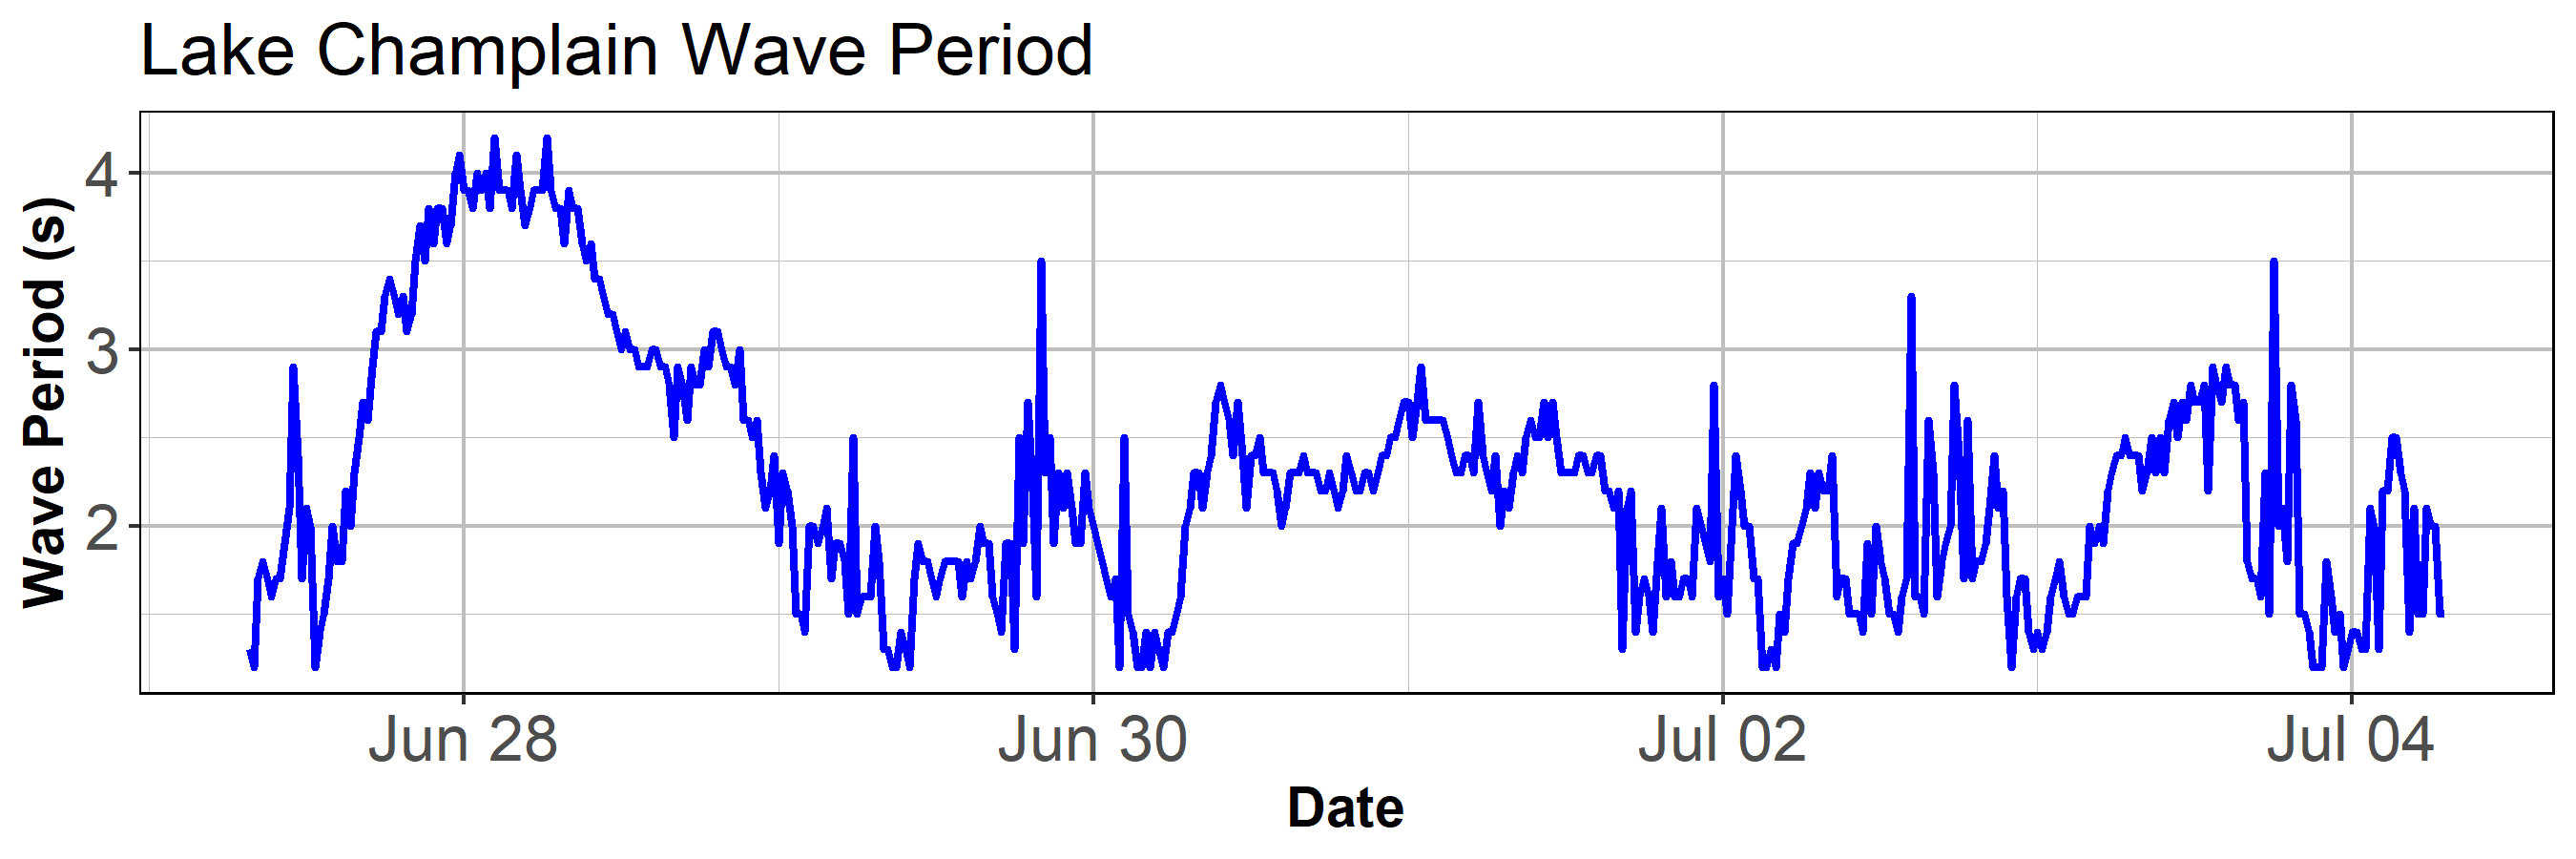 Lake Champlain Wave Period
Wave Period (s)
4
3
2
Jun 28
Jun 30
Jul 02
Jul 04
Date